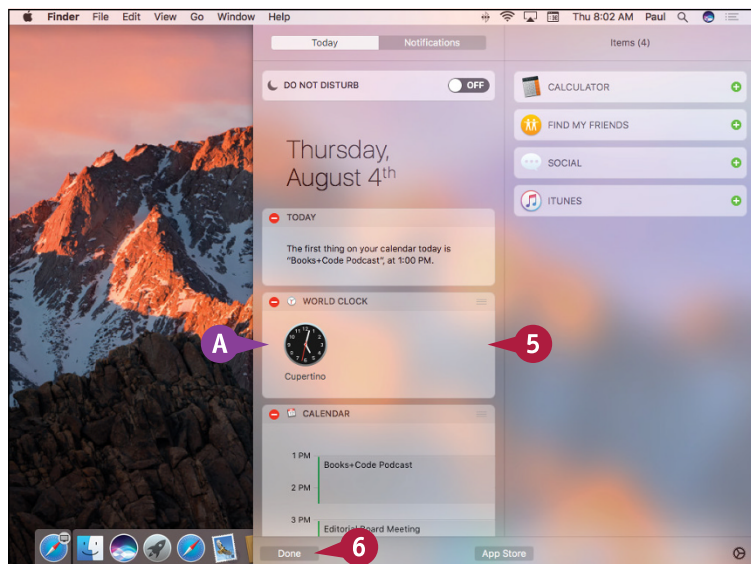 Finder File Edit View Go Window Help Thu 8:02 AM Paul
Today Notifications
Items (4)
DO NOT DISTURB OFF
Thursday,
August 4th
TODAY
The first thing on your calendar today is
"Books+Code Podcast", at 1:00 PM.
WORLD CLOCK
Cupertino
CALENDAR
1 PM
Books+Code Podcast
2 PM
3 PM
Editorial Board Meeting
Done
App Store
CALCULATOR
FIND MY FRIENDS
SOCIAL
ITUNES
A
5
6